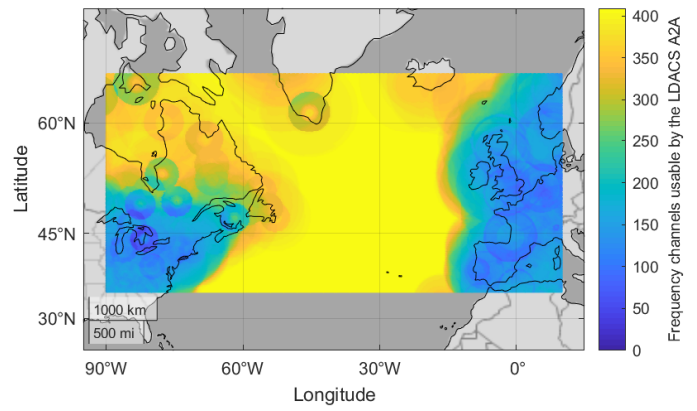 60°N
45°N
30°N
Latitude
1000 km
500 mi
90°W
60°W
30°W
0°
Longitude
400
350
300
250
200
150
100
50
0
Frequency channels usable by the LDACS A2A